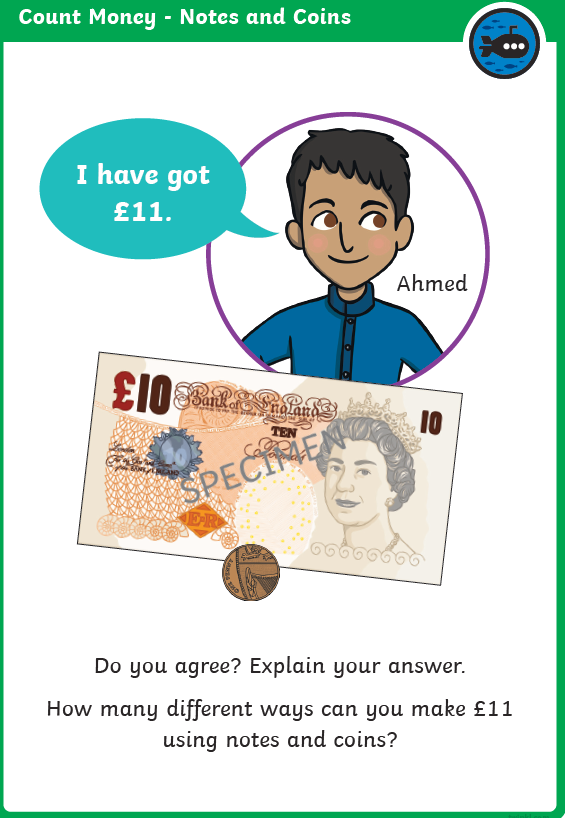 Count Money - Notes and Coins
I have got
£11.
Ahmed
£10
Bank of England
10
TEN
SPECIMEN
Do you agree? Explain your answer.
How many different ways can you make £11
using notes and coins?